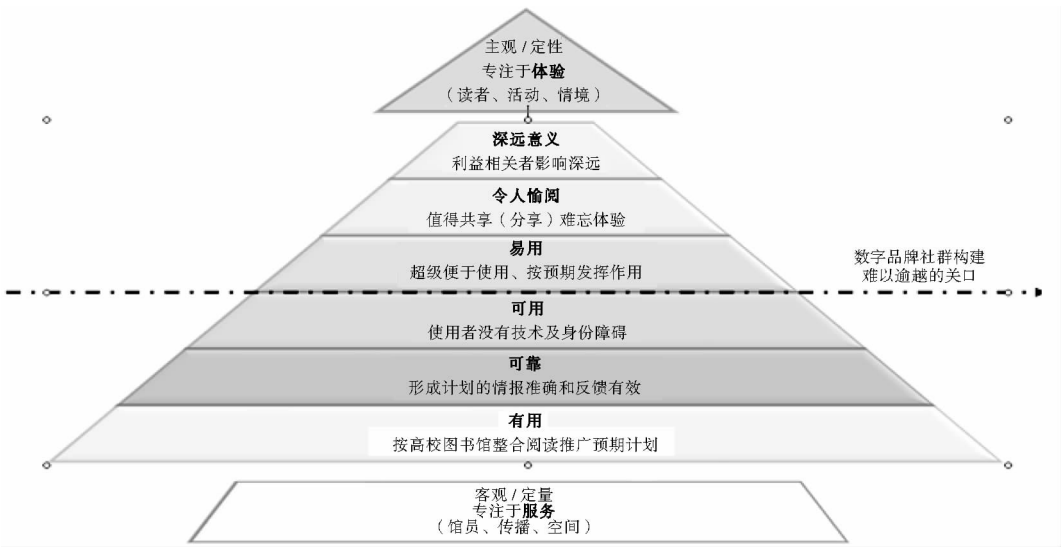 主观 / 定性
专注于体验
（读者、活动、情境）
深远意义
利益相关者影响深远
令人愉阅
值得共享（分享）难忘体验
易用
超级便于使用、按预期发挥作用
数字品牌社群构建
难以逾越的关口
可用
使用者没有技术及身份障碍
可靠
形成计划的情报准确和反馈有效
有用
按高校图书馆整合阅读推广预期计划
客观 / 定量
专注于服务
（馆员、传播、空间）